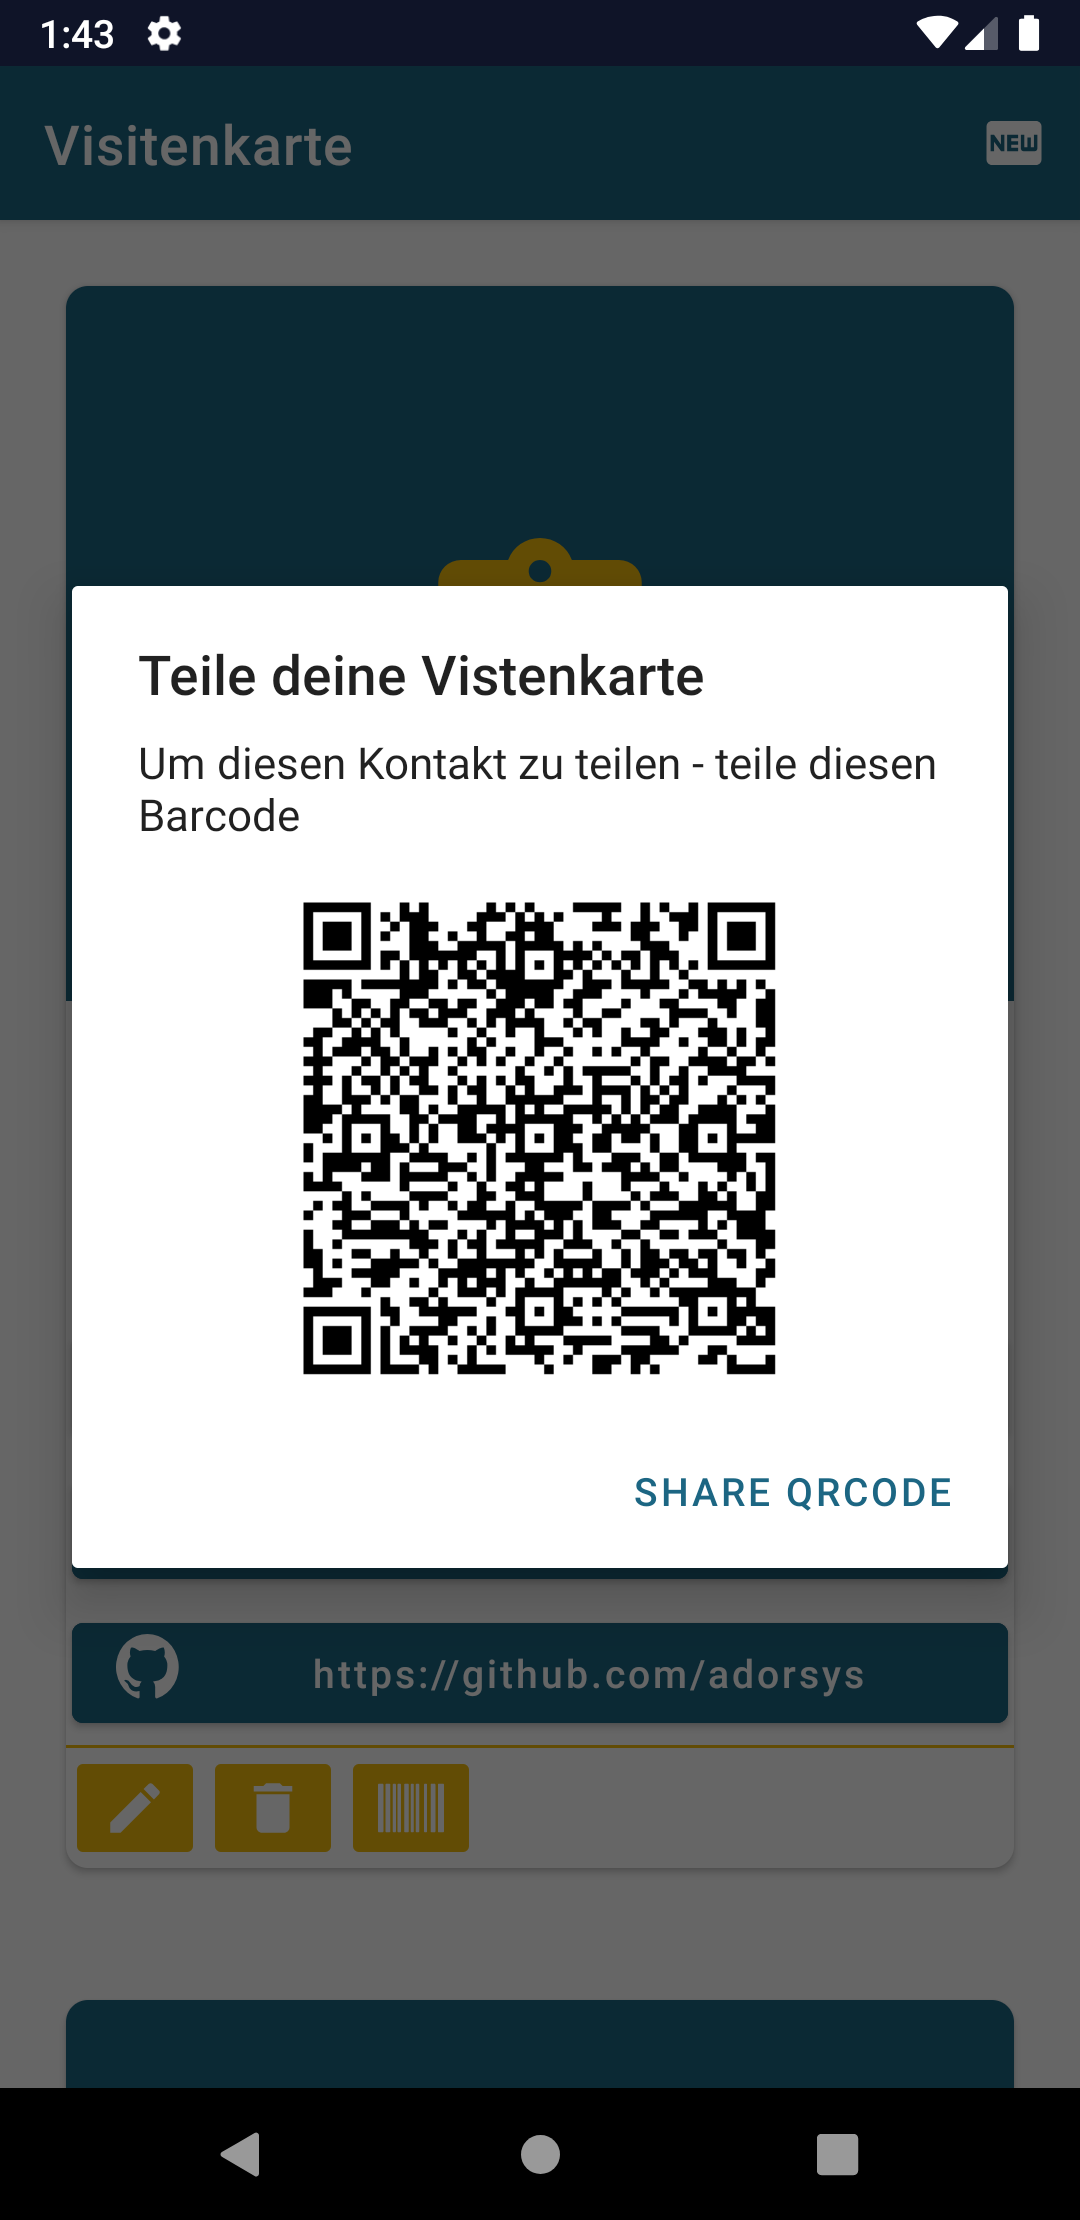 1:43
Visitenkarte
NEW
Teile deine Vistenkarte
Um diesen Kontakt zu teilen - teile diesen
Barcode
SHARE QRCODE
https://github.com/adorsys